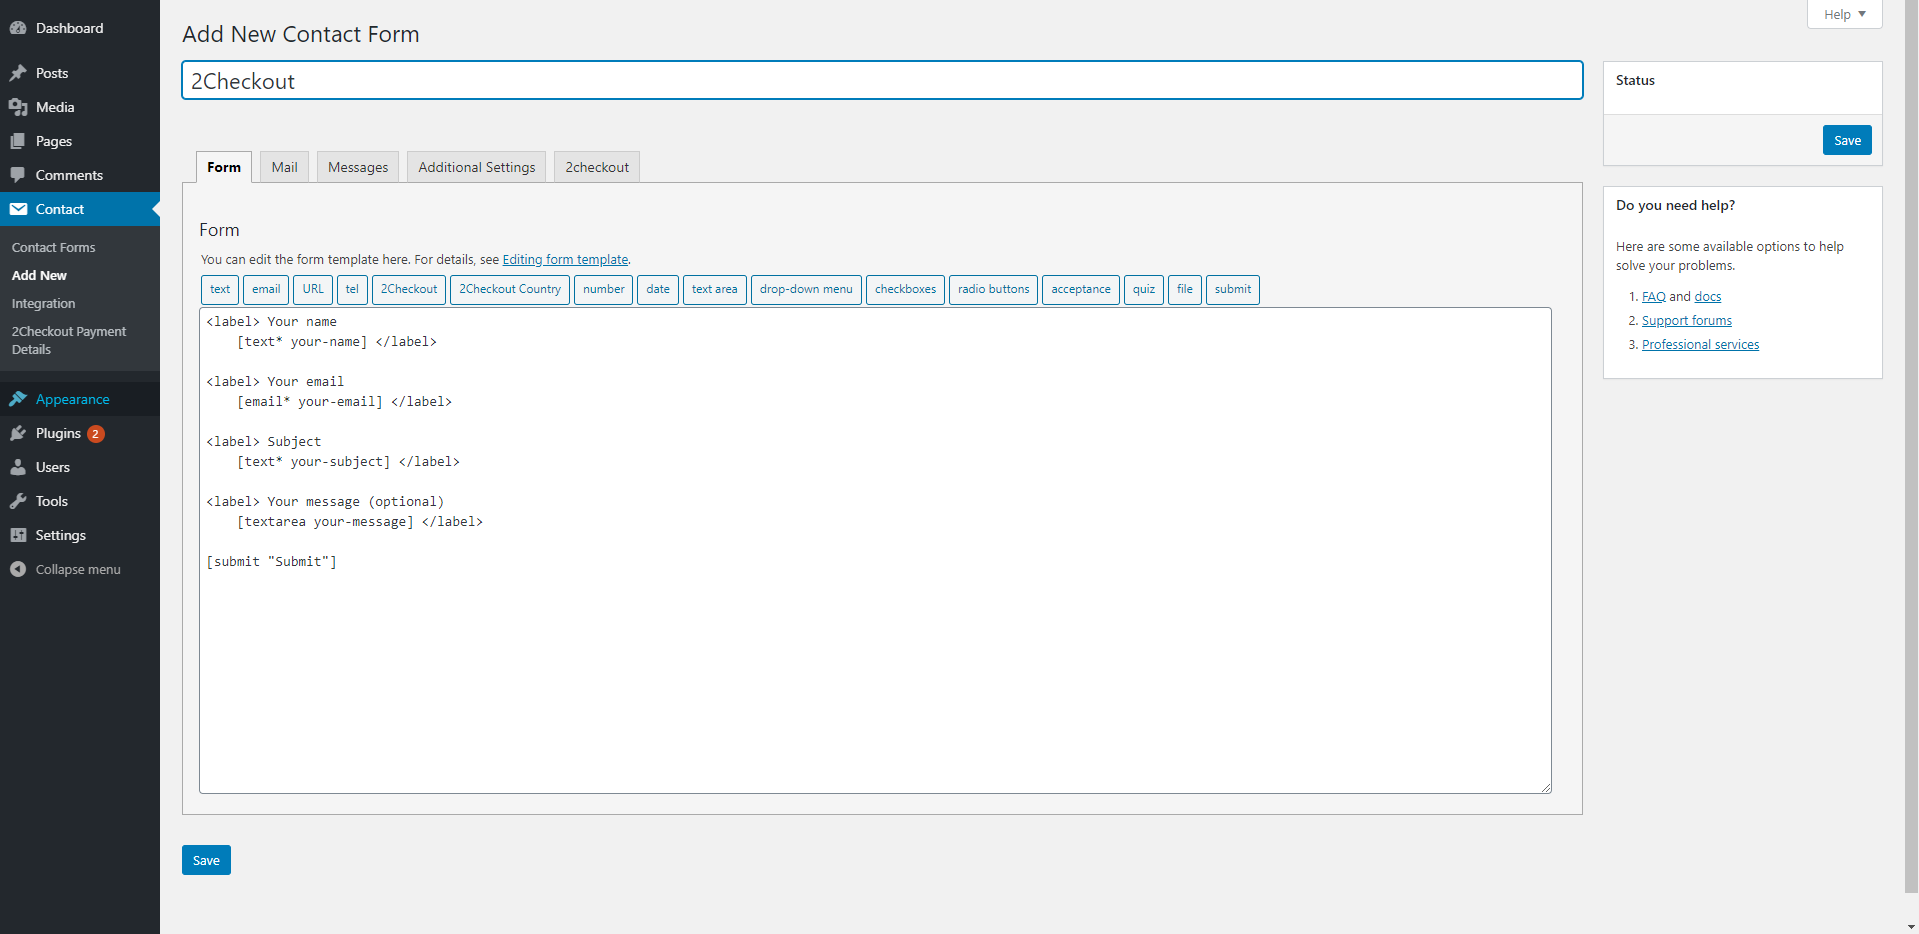 Dashboard
Posts
Media
Pages
Comments
Contact
Contact Forms
Add New
Integration
2Checkout Payment
Details
Appearance
Plugins 2
Users
Tools
Settings
Collapse menu
Help
Add New Contact Form
2Checkout
Form Mail Messages Additional Settings 2checkout
Form
You can edit the form template here. For details, see Editing form template.
text email URL tel 2Checkout 2Checkout Country number date text area drop-down menu checkboxes radio buttons acceptance quiz file submit
<label> Your name
    [text* your-name] </label>
<label> Your email
    [email* your-email] </label>
<label> Subject
    [text* your-subject] </label>
<label> Your message (optional)
    [textarea your-message] </label>
[submit "Submit"]
Save
Status
Save
Do you need help?
Here are some available options to help
solve your problems.
1. FAQ and docs
2. Support forums
3. Professional services